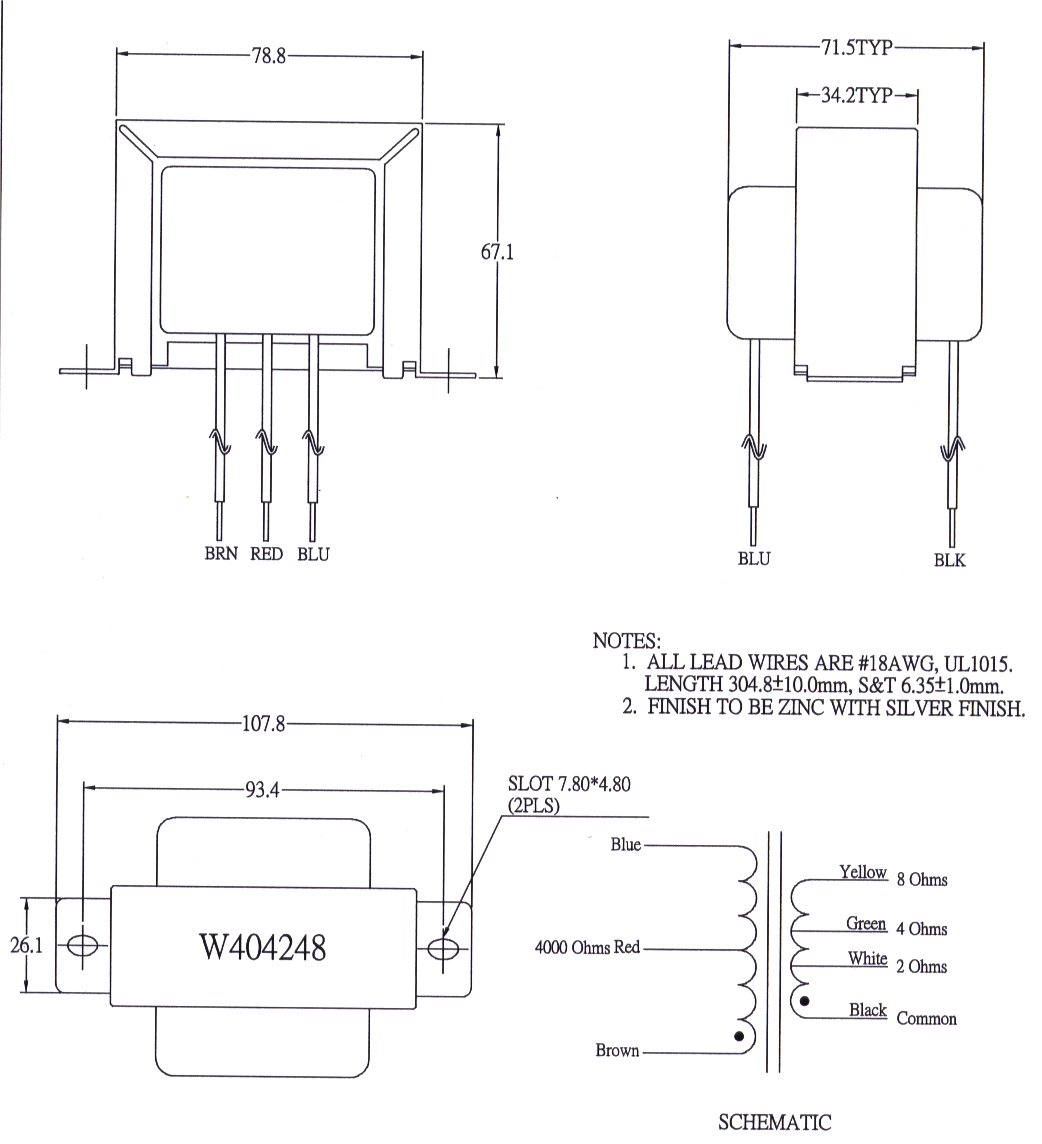 78.8
67.1
BRN RED BLU
71.5TYP
34.2TYP
BLU
BLK
NOTES:
1. ALL LEAD WIRES ARE #18AWG, UL1015.
LENGTH 304.8±10.0mm, S&T 6.35±1.0mm.
2. FINISH TO BE ZINC WITH SILVER FINISH.
107.8
93.4
SLOT 7.80*4.80
(2PLS)
26.1
W404248
Blue
4000 Ohms Red
Brown
Yellow 8 Ohms
Green 4 Ohms
White 2 Ohms
Black Common
SCHEMATIC